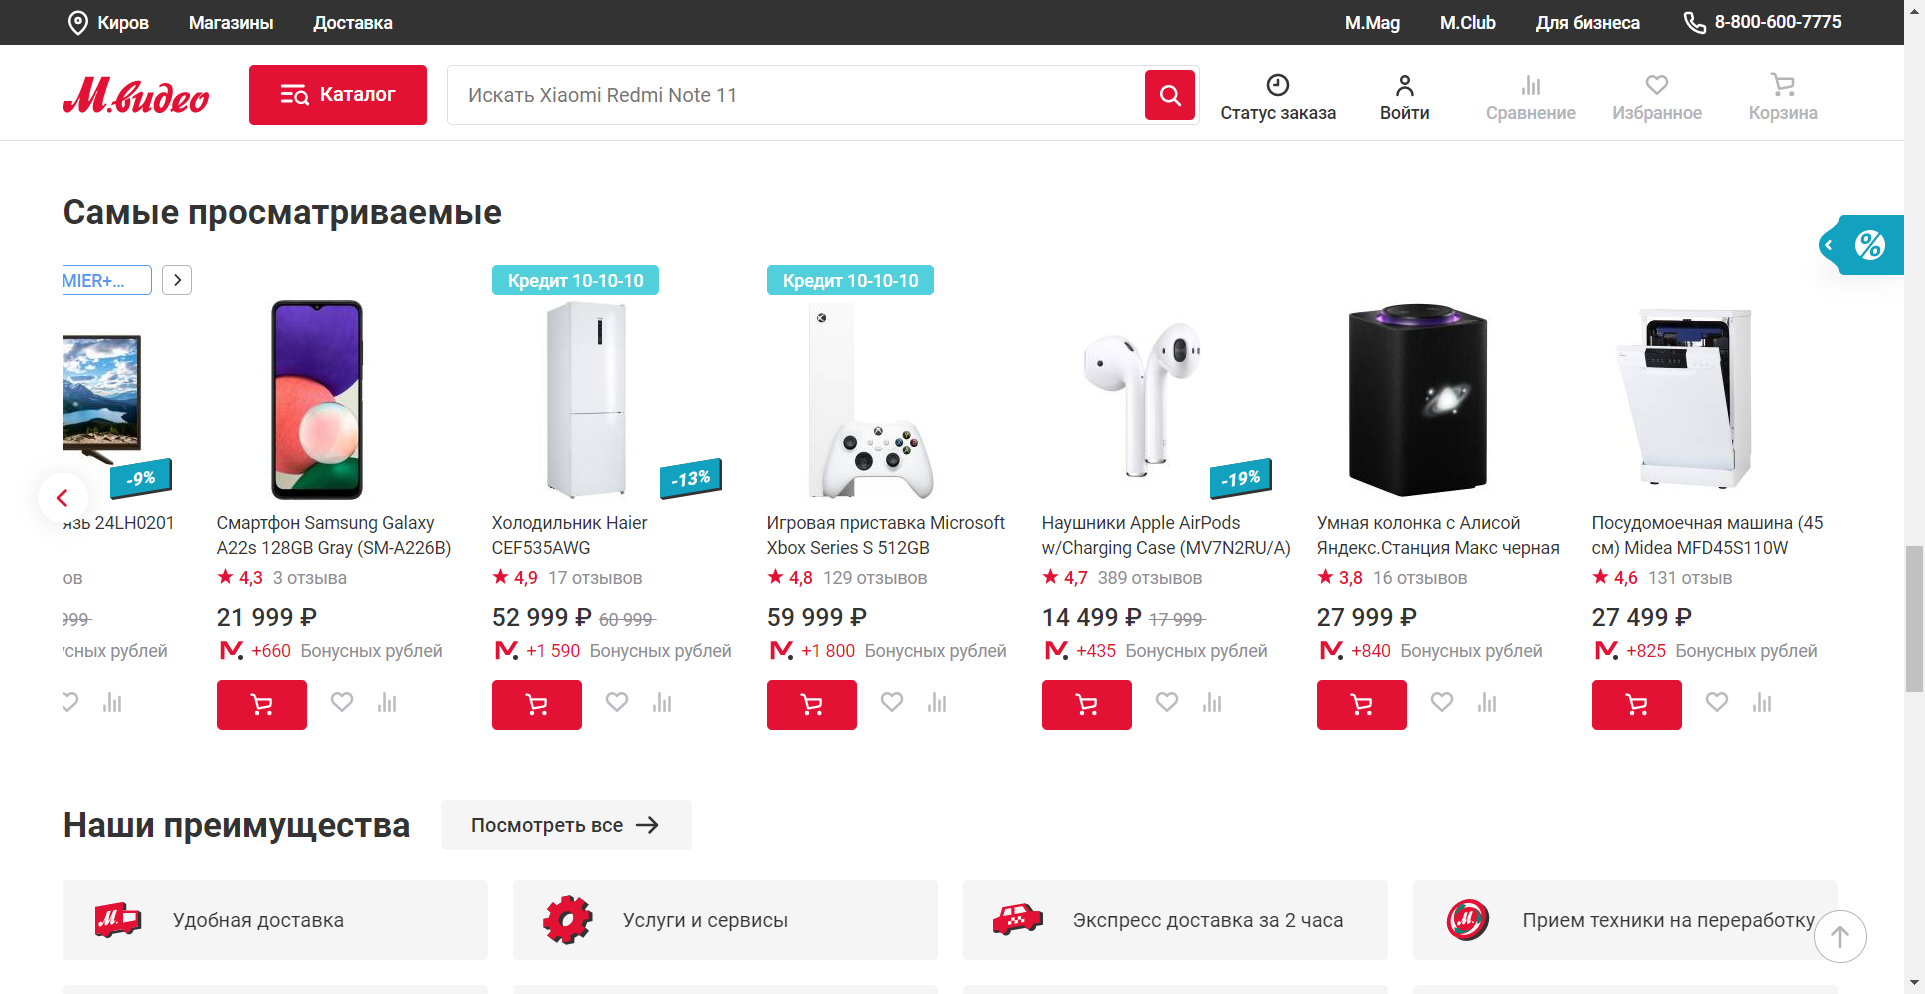 Киров Магазины Доставка M.Mag M.Club Для бизнеса 8-800-600-7775
М.видео Каталог Искать Xiaomi Redmi Note 11 Статус заказа Войти Сравнение Избранное Корзина
Самые просматриваемые
MIER+...
Кредит 10-10-10
Кредит 10-10-10
-9%
-13%
-19%
%
24LH0201
999
Бонусных рублей
Смартфон Samsung Galaxy
A22s 128GB Gray (SM-A226B)
4,3 3 отзыва
21 999 ₽
+660 Бонусных рублей
Холодильник Haier
CEF535AWG
4,9 17 отзывов
52 999 ₽ 60 999
+1 590 Бонусных рублей
Игровая приставка Microsoft
Xbox Series S 512GB
4,8 129 отзывов
59 999 ₽
+1 800 Бонусных рублей
Наушники Apple AirPods
w/Charging Case (MV7N2RU/A)
4,7 389 отзывов
14 499 ₽ 17 999
+435 Бонусных рублей
Умная колонка с Алисой
Яндекс.Станция Макс черная
3,8 16 отзывов
27 999 ₽
+840 Бонусных рублей
Посудомоечная машина (45
см) Midea MFD45S110W
4,6 131 отзыв
27 499 ₽
+825 Бонусных рублей
Наши преимущества Посмотреть все
Удобная доставка
Услуги и сервисы
Экспресс доставка за 2 часа
Прием техники на переработку